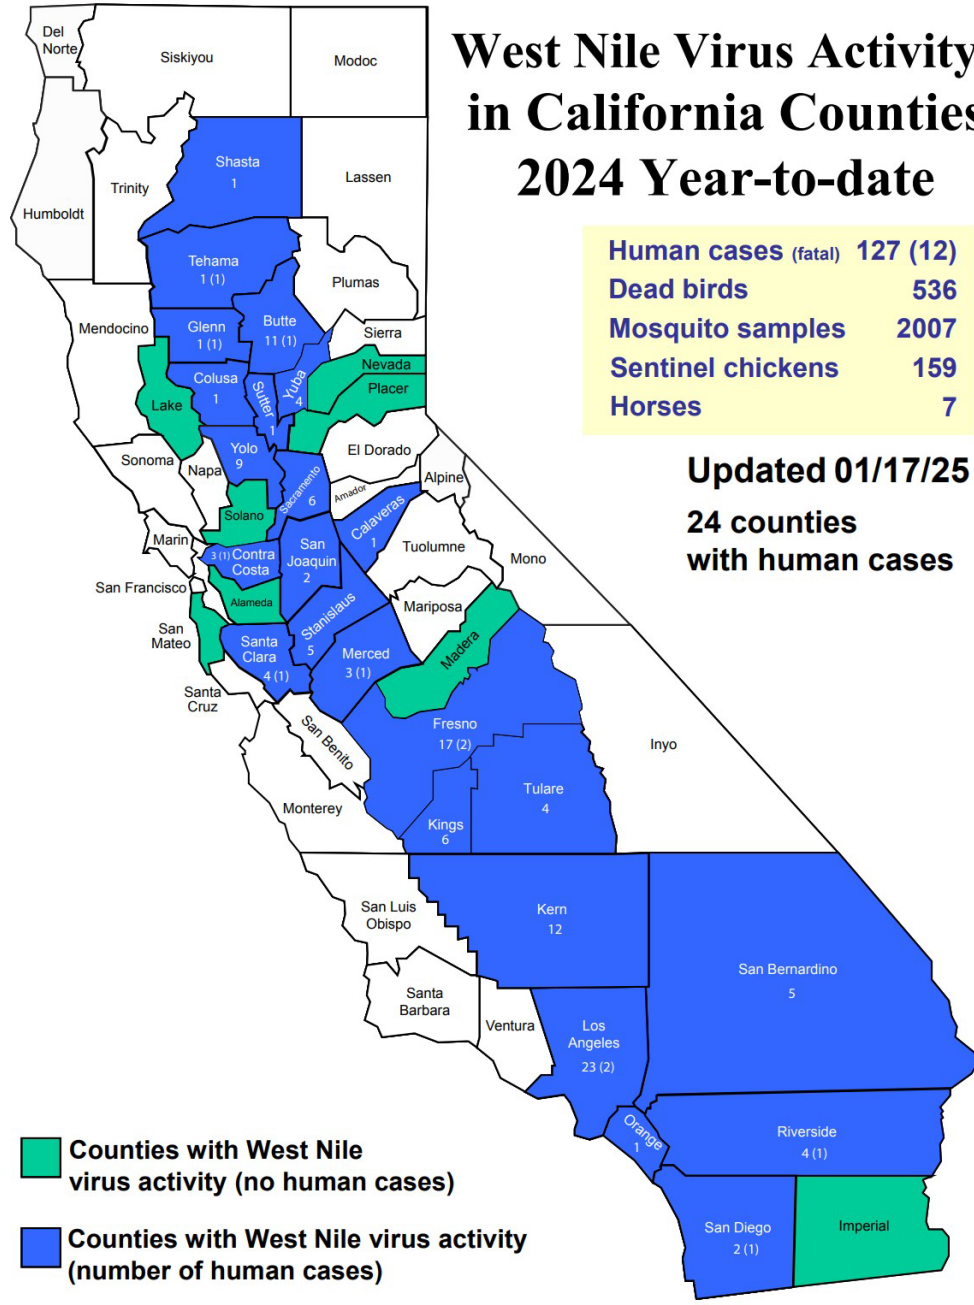 West Nile Virus Activity
in California Counties
2024 Year-to-date
Human cases (fatal) 127 (12)
Dead birds 536
Mosquito samples 2007
Sentinel chickens 159
Horses 7
Updated 01/17/25
24 counties
with human cases
Del
Norte
Siskiyou
Modoc
Shasta
1
Lassen
Trinity
Humboldt
Tehama
1 (1)
Plumas
Mendocino
Glenn
1 (1)
Butte
11 (1)
Sierra
Nevada
Placer
Colusa
1
Sutter
1
Yuba
4
Lake
El Dorado
Sonoma
Napa
Yolo
9
Sacramento
6
Amador
Alpine
Solano
Calaveras
1
Marin
3 (1) Contra
Costa
San
Joaquin
2
Tuolumne
Mono
San Francisco
Alameda
Stanislaus
5
Mariposa
San
Mateo
Santa
Clara
4 (1)
Merced
3 (1)
Madera
Santa
Cruz
San Benito
Fresno
17 (2)
Inyo
Monterey
Kings
6
Tulare
4
San Luis
Obispo
Kern
12
San Bernardino
5
Santa
Barbara
Ventura
Los
Angeles
23 (2)
Orange
1
Riverside
4 (1)
San Diego
2 (1)
Imperial
Counties with West Nile
virus activity (no human cases)
Counties with West Nile virus activity
(number of human cases)